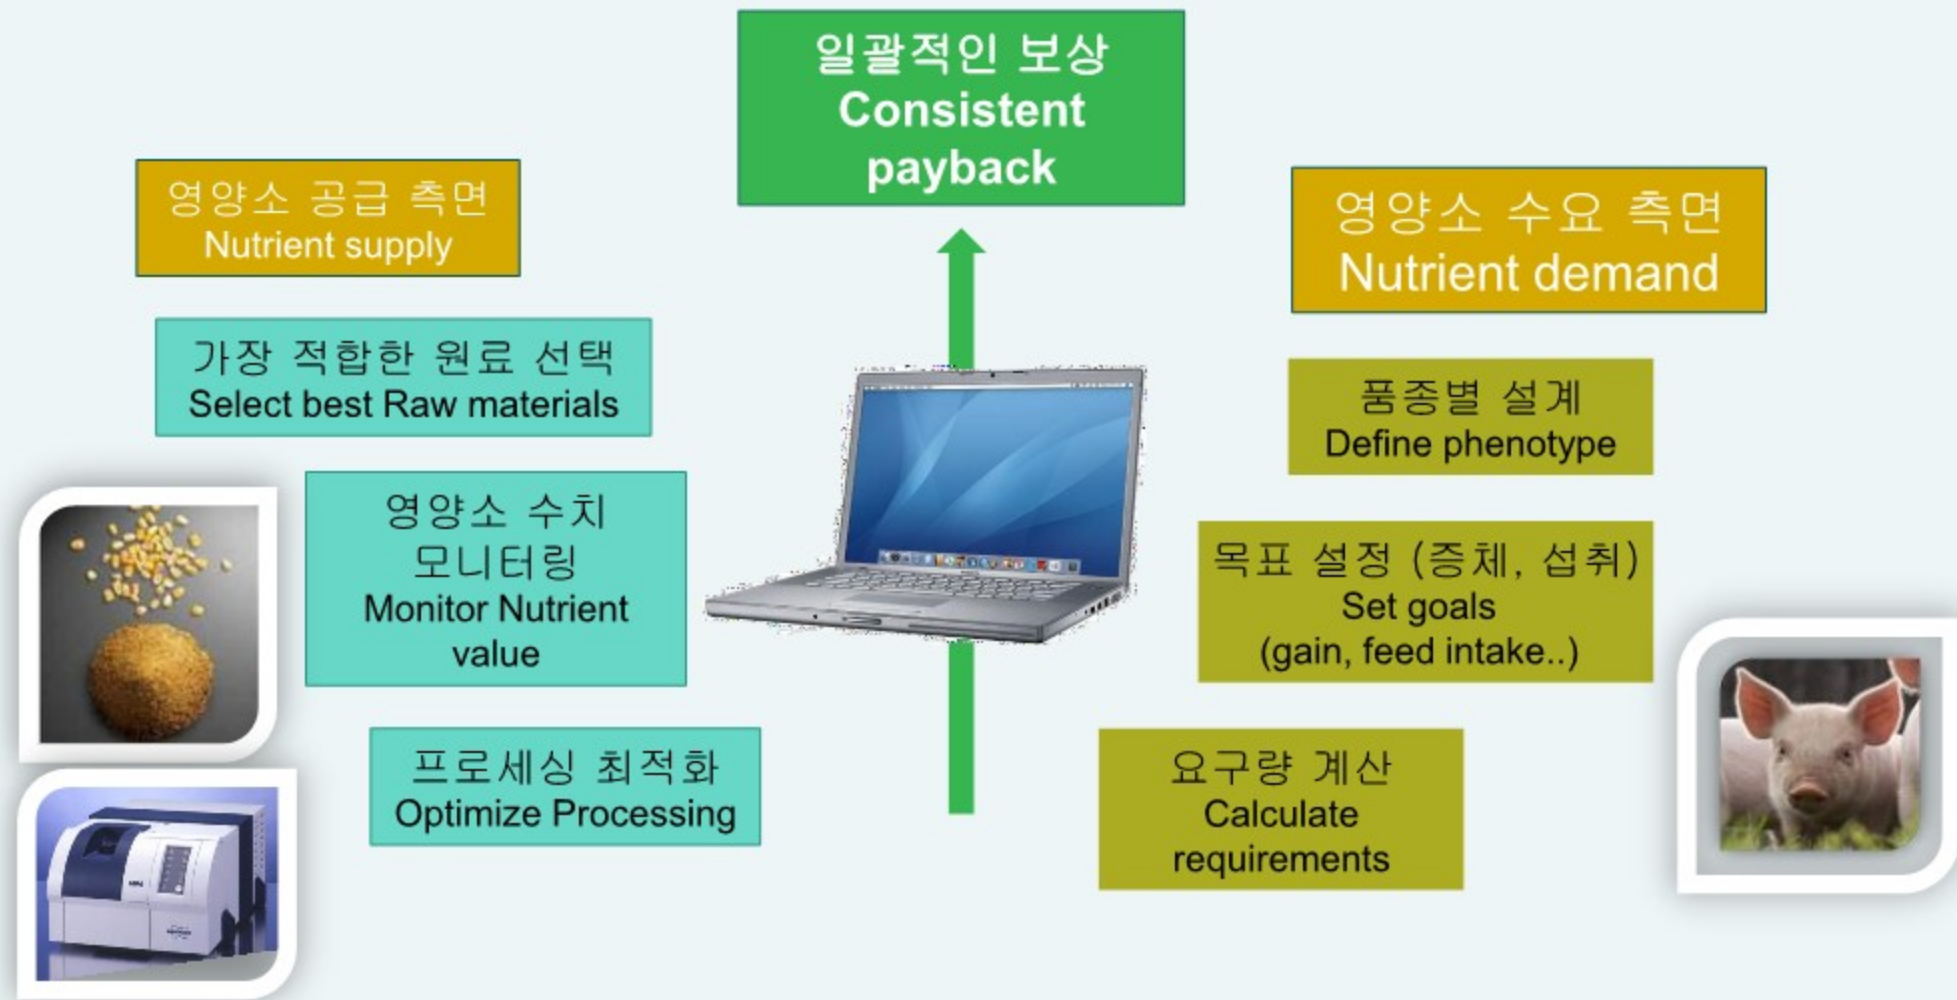 일괄적인 보상
Consistent
payback
영양소 공급 측면
Nutrient supply
가장 적합한 원료 선택
Select best Raw materials
영양소 수치
모니터링
Monitor Nutrient
value
프로세싱 최적화
Optimize Processing
영양소 수요 측면
Nutrient demand
품종별 설계
Define phenotype
목표 설정 (증체, 섭취)
Set goals
(gain, feed intake..)
요구량 계산
Calculate
requirements